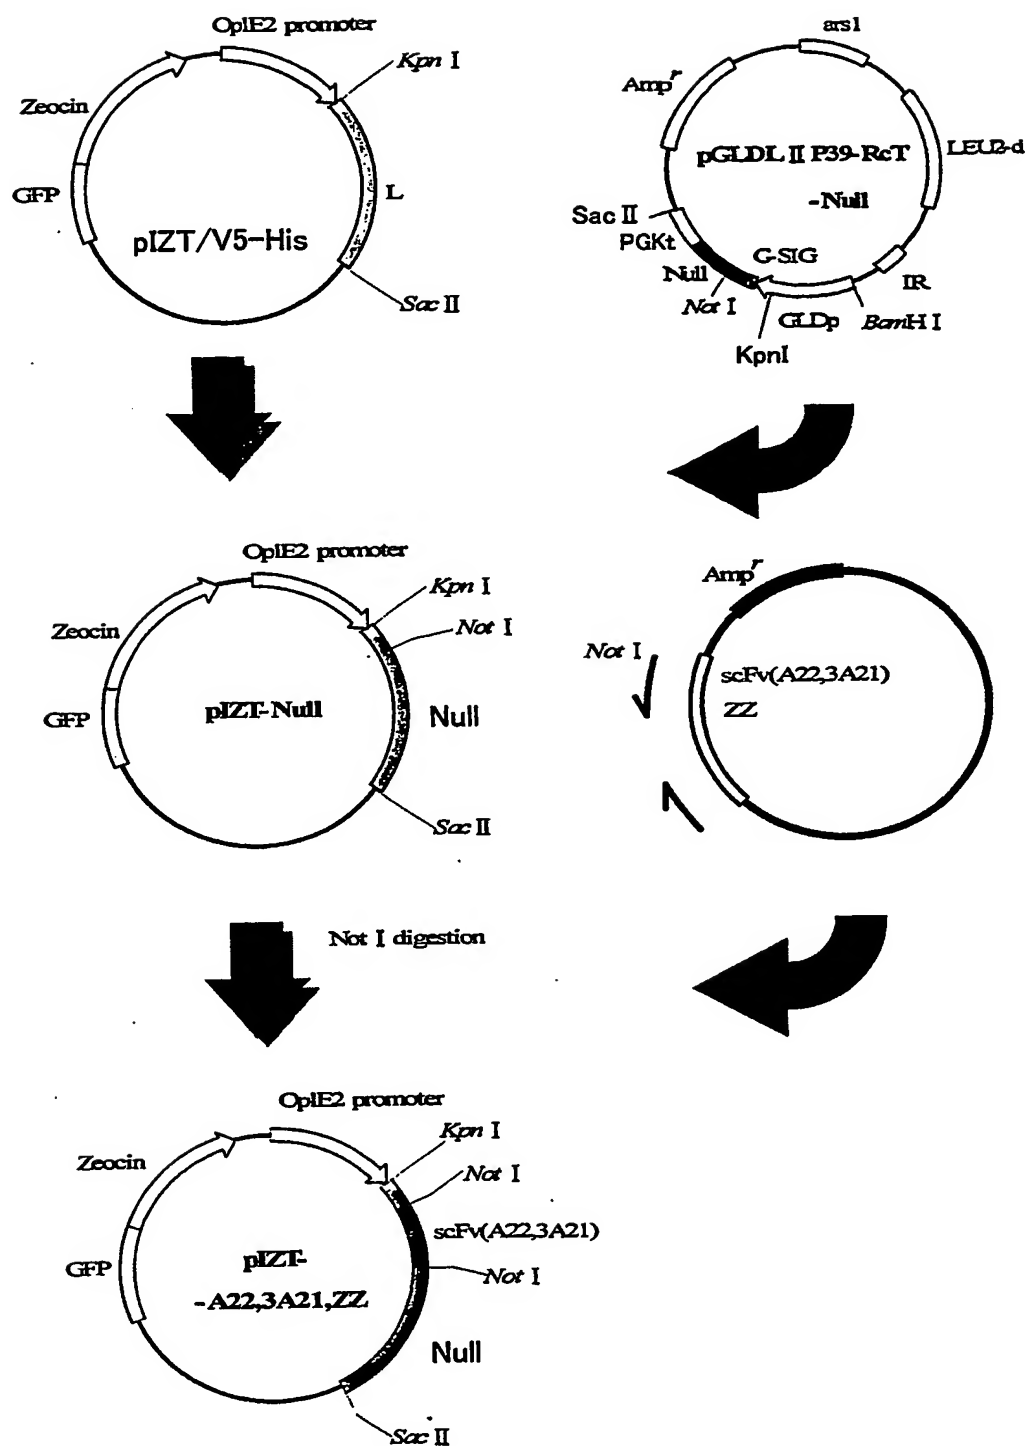 OpIE2 promoter
Kpn I
Zeocin
GFP
L
pIZT/V5-His
Sac II
ars1
Amp^r
LEU2-d
pGLDL II P39-RcT
-Null
Sac II
PGKt
G-SIG
Null
IR
Not I
GLDp
BamH I
KpnI
OpIE2 promoter
Kpn I
Not I
Zeocin
GFP
pIZT-Null
Null
Sac II
Amp^r
Not I
scFv(A22,3A21)
ZZ
Not I digestion
OpIE2 promoter
Kpn I
Zeocin
Not I
scFv(A22,3A21)
GFP
pIZT-
-A22,3A21,ZZ
Not I
Null
Sac II